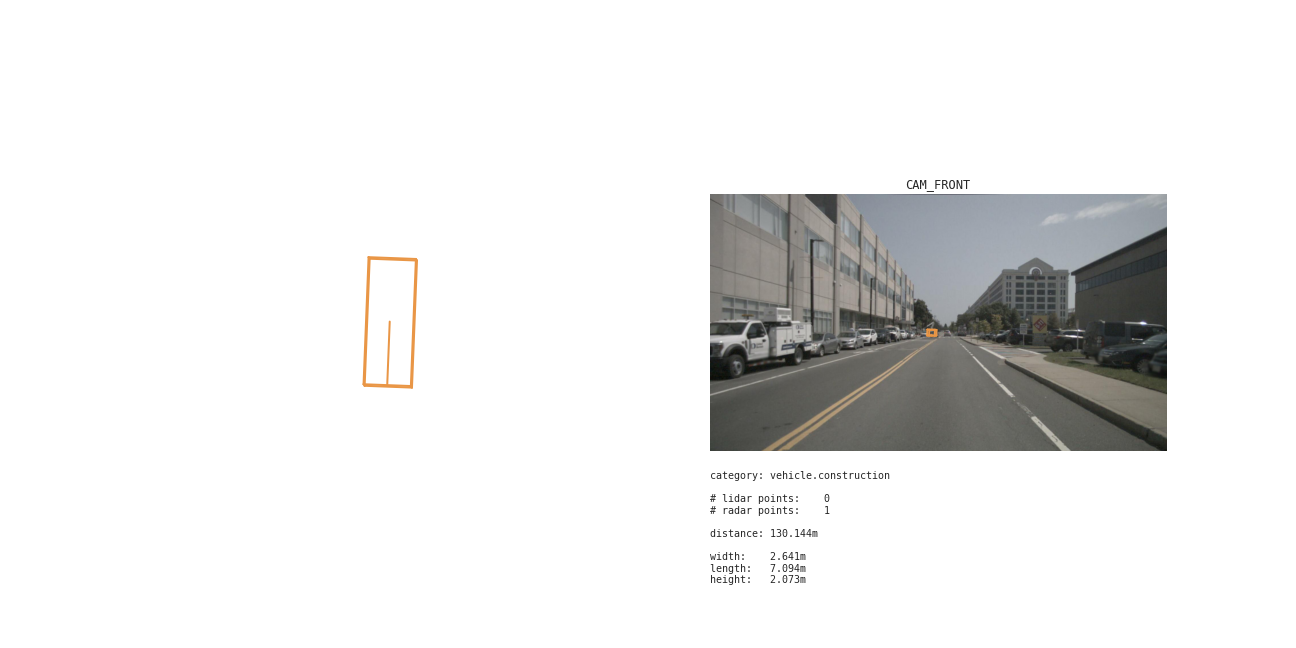 CAM_FRONT
category: vehicle.construction
# lidar points:    0
# radar points:    1
distance: 130.144m
width:    2.641m
length:   7.094m
height:   2.073m